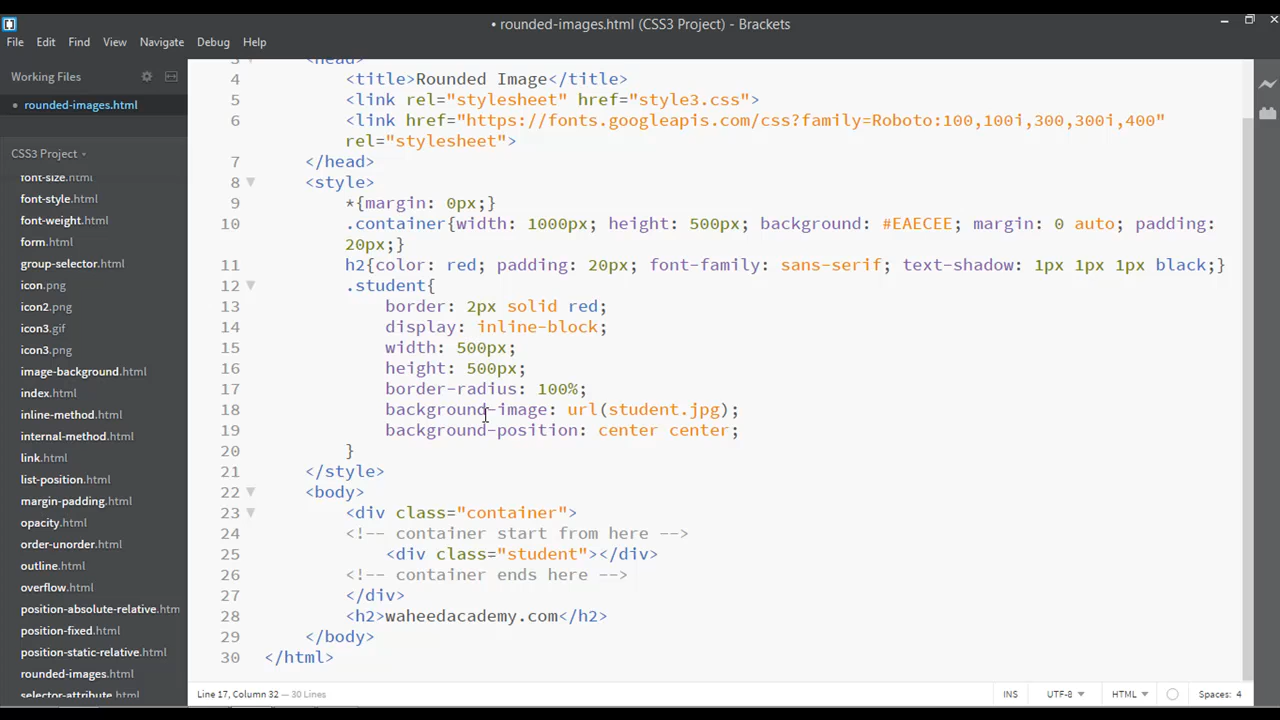 • rounded-images.html (CSS3 Project) - Brackets
File Edit Find View Navigate Debug Help
Working Files
• rounded-images.html
CSS3 Project
font-size.html
font-style.html
font-weight.html
form.html
group-selector.html
icon.png
icon2.png
icon3.gif
icon3.png
image-background.html
index.html
inline-method.html
internal-method.html
link.html
list-position.html
margin-padding.html
opacity.html
order-unorder.html
outline.html
overflow.html
position-absolute-relative.htm
position-fixed.html
position-static-relative.html
rounded-images.html
selector-attribute.html
3 <head>
4 <title>Rounded Image</title>
5 <link rel="stylesheet" href="style3.css">
6 <link href="https://fonts.googleapis.com/css?family=Roboto:100,100i,300,300i,400"
rel="stylesheet">
7 </head>
8 <style>
9 *{margin: 0px;}
10 .container{width: 1000px; height: 500px; background: #EAECEE; margin: 0 auto; padding:
20px;}
11 h2{color: red; padding: 20px; font-family: sans-serif; text-shadow: 1px 1px 1px black;}
12 .student{
13 border: 2px solid red;
14 display: inline-block;
15 width: 500px;
16 height: 500px;
17 border-radius: 100%;
18 background-image: url(student.jpg);
19 background-position: center center;
20 }
21 </style>
22 <body>
23 <div class="container">
24 <!-- container start from here -->
25 <div class="student"></div>
26 <!-- container ends here -->
27 </div>
28 <h2>waheedacademy.com</h2>
29 </body>
30 </html>
Line 17, Column 32 — 30 Lines
INS UTF-8 HTML Spaces: 4